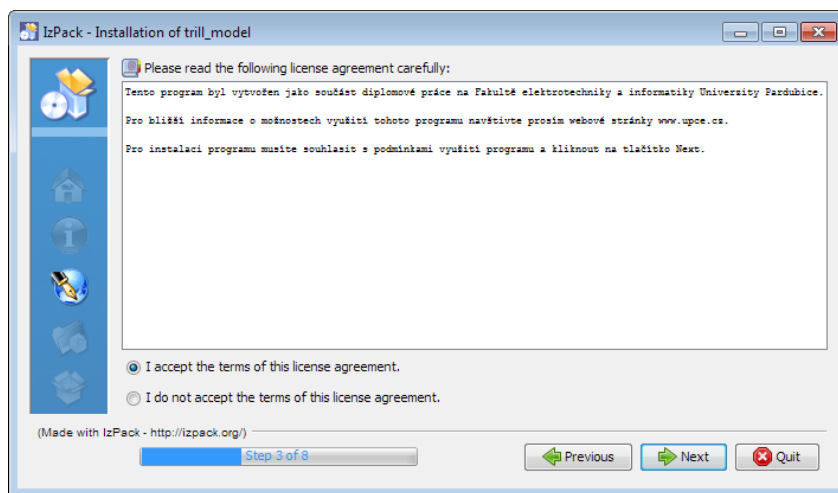 IzPack - Installation of trill_model
Please read the following license agreement carefully:
Tento program byl vytvořen jako součást diplomové práce na Fakultě elektrotechniky a informatiky Univerzity Pardubice.
Pro bližší informace o možnostech využití tohoto programu navštivte prosím webové stránky www.upce.cz.
Pro instalaci programu musíte souhlasit s podmínkami využití programu a kliknout na tlačítko Next.
I accept the terms of this license agreement.
I do not accept the terms of this license agreement.
(Made with IzPack - http://izpack.org/)
Step 3 of 8
Previous
Next
Quit